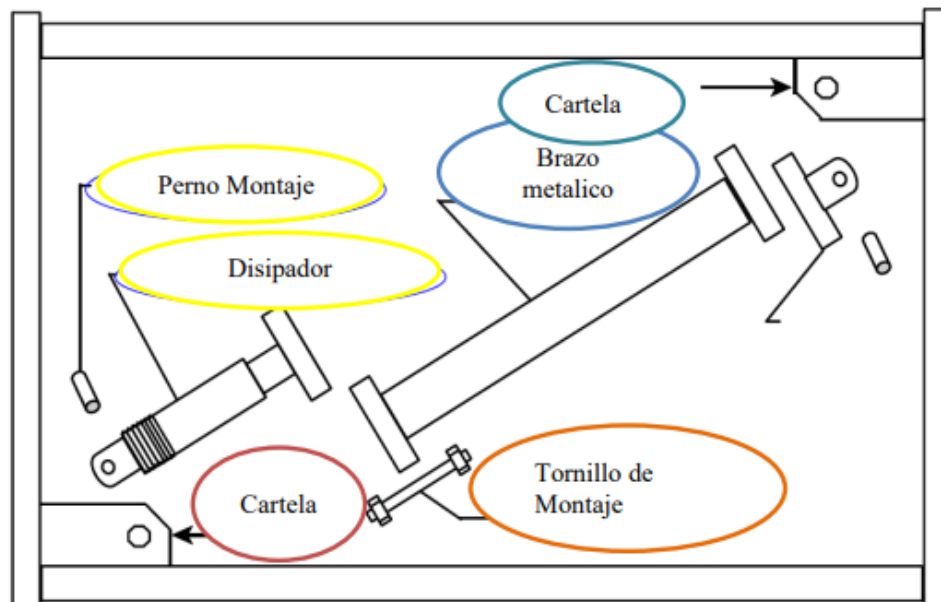 Cartela
Brazo
metalico
Perno Montaje
Disipador
Cartela
Tornillo de
Montaje